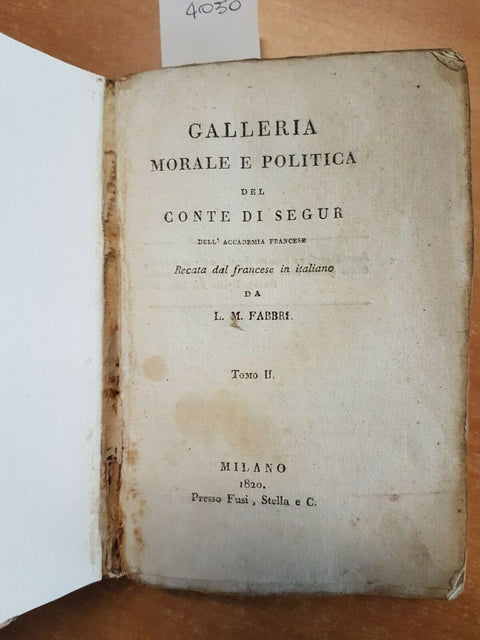 4030
GALLERIA
MORALE E POLITICA
DEL
CONTE DI SEGUR
DELL' ACCADEMIA FRANCESE
Recata dal francese in italiano
DA
L. M. FABBRI.
TOMO II.
MILANO
1820.
Presso Fusi, Stella e C.